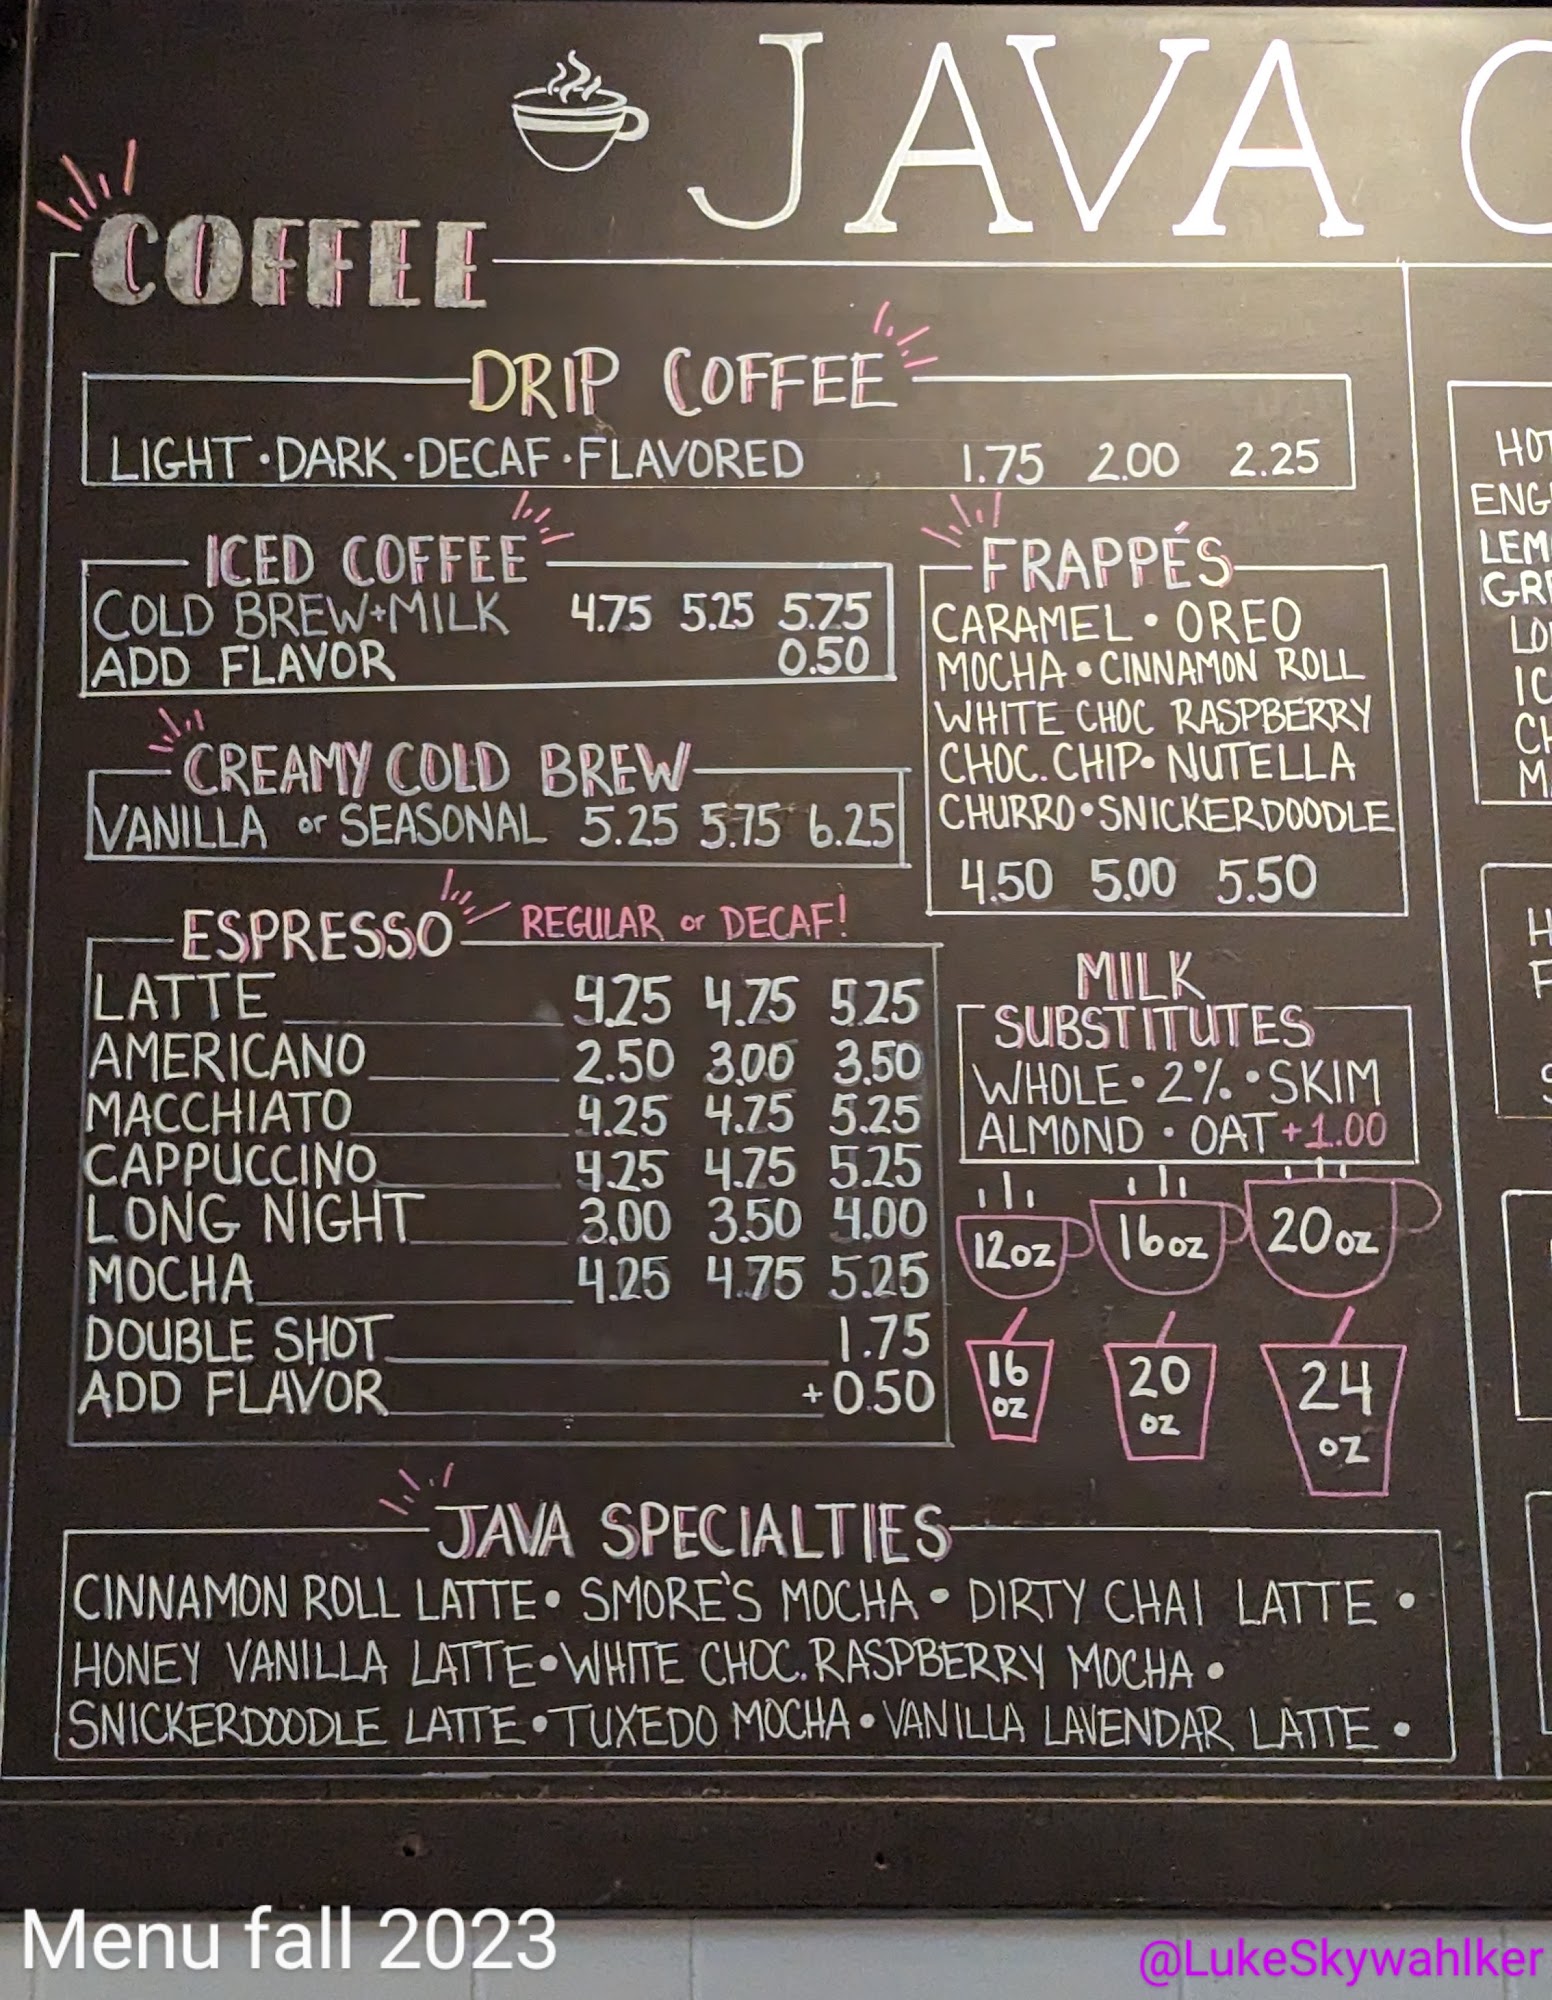 JAVA C
COFFEE
DRIP COFFEE
LIGHT • DARK • DECAF • FLAVORED 1.75 2.00 2.25
ICED COFFEE
COLD BREW+MILK 4.75 5.25 5.75
ADD FLAVOR 0.50
CREAMY COLD BREW
VANILLA or SEASONAL 5.25 5.75 6.25
ESPRESSO REGULAR or DECAF!
LATTE 4.25 4.75 5.25
AMERICANO 2.50 3.00 3.50
MACCHIATO 4.25 4.75 5.25
CAPPUCCINO 4.25 4.75 5.25
LONG NIGHT 3.00 3.50 4.00
MOCHA 4.25 4.75 5.25
DOUBLE SHOT 1.75
ADD FLAVOR +0.50
FRAPPÉS
CARAMEL • OREO
MOCHA • CINNAMON ROLL
WHITE CHOC RASPBERRY
CHOC. CHIP • NUTELLA
CHURRO • SNICKERDOODLE
4.50 5.00 5.50
MILK
SUBSTITUTES
WHOLE • 2% • SKIM
ALMOND • OAT +1.00
12oz 16oz 20oz
16 oz 20 oz 24 oz
JAVA SPECIALTIES
CINNAMON ROLL LATTE • SMORE'S MOCHA • DIRTY CHAI LATTE •
HONEY VANILLA LATTE • WHITE CHOC. RASPBERRY MOCHA •
SNICKERDOODLE LATTE • TUXEDO MOCHA • VANILLA LAVENDAR LATTE •
HOT
ENG
LEM
GRE
LO
IC
CH
MA
H
F
S
Menu fall 2023
@LukeSkywahlker